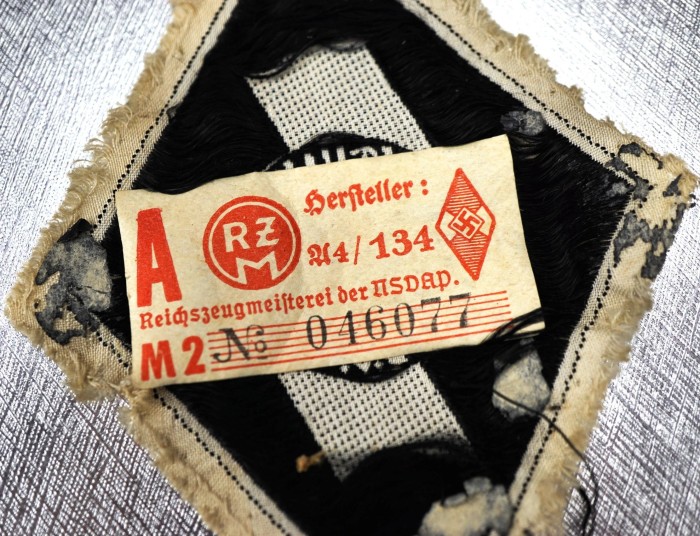 A
RZM
Hersteller:
A4/134
Reichszeugmeisterei der NSDAP.
M2 No 046077